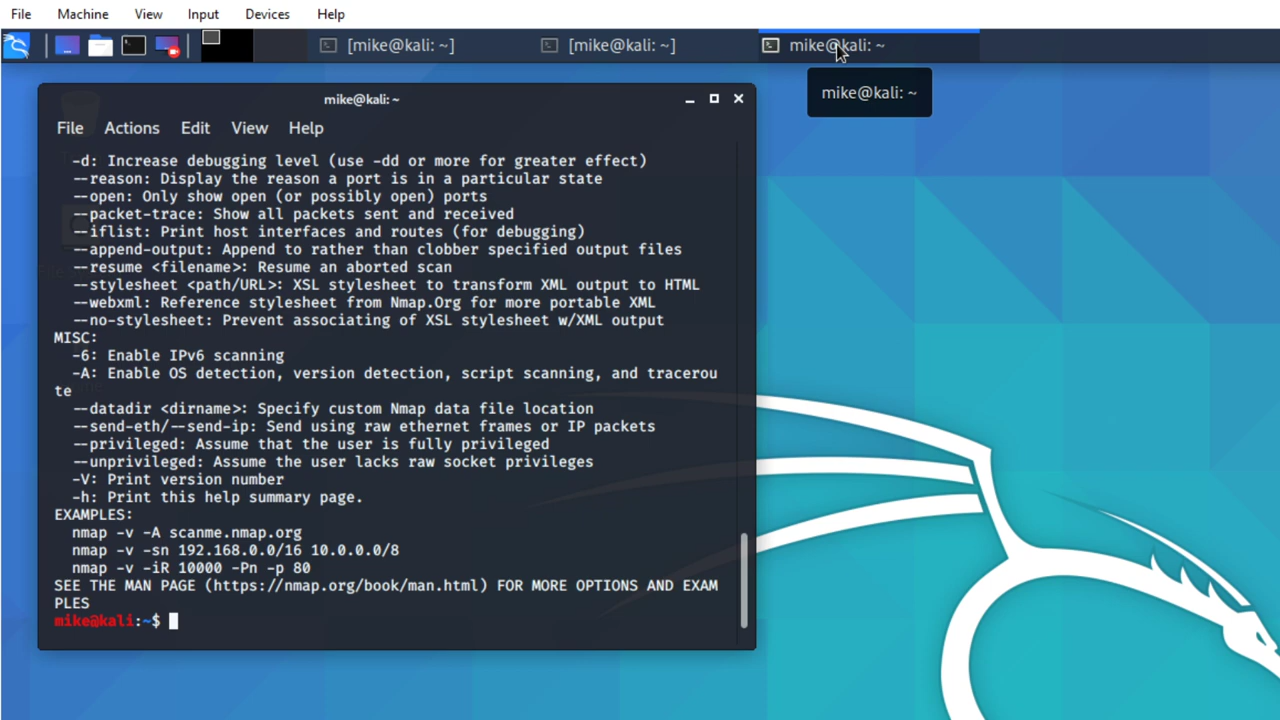 File Machine View Input Devices Help
[mike@kali: ~] [mike@kali: ~] mike@kali: ~
mike@kali: ~
mike@kali: ~
File Actions Edit View Help
-d: Increase debugging level (use -dd or more for greater effect)
--reason: Display the reason a port is in a particular state
--open: Only show open (or possibly open) ports
--packet-trace: Show all packets sent and received
--iflist: Print host interfaces and routes (for debugging)
--append-output: Append to rather than clobber specified output files
--resume <filename>: Resume an aborted scan
--stylesheet <path/URL>: XSL stylesheet to transform XML output to HTML
--webxml: Reference stylesheet from Nmap.Org for more portable XML
--no-stylesheet: Prevent associating of XSL stylesheet w/XML output
MISC:
-6: Enable IPv6 scanning
-A: Enable OS detection, version detection, script scanning, and tracerou
te
--datadir <dirname>: Specify custom Nmap data file location
--send-eth/--send-ip: Send using raw ethernet frames or IP packets
--privileged: Assume that the user is fully privileged
--unprivileged: Assume the user lacks raw socket privileges
-V: Print version number
-h: Print this help summary page.
EXAMPLES:
nmap -v -A scanme.nmap.org
nmap -v -sn 192.168.0.0/16 10.0.0.0/8
nmap -v -iR 10000 -Pn -p 80
SEE THE MAN PAGE (https://nmap.org/book/man.html) FOR MORE OPTIONS AND EXAM
PLES
mike@kali:~$